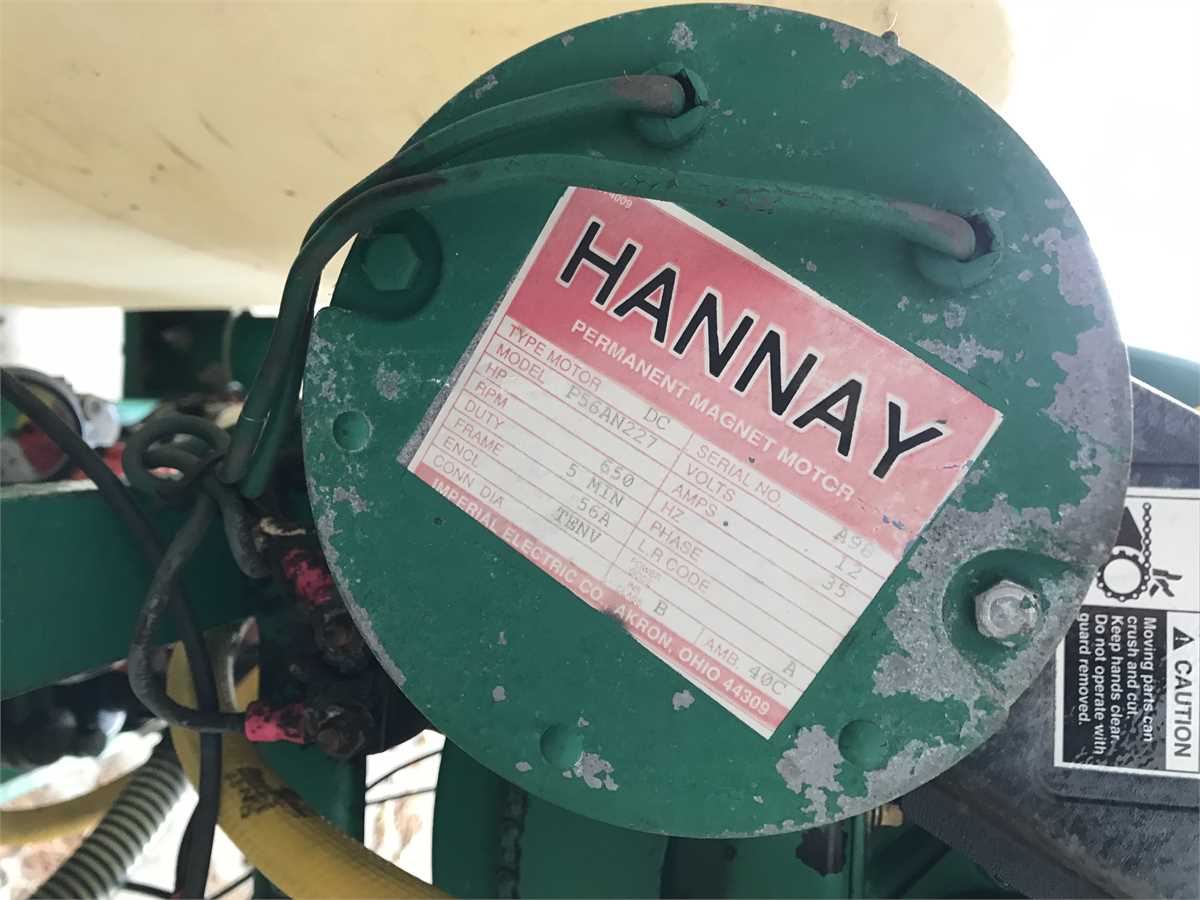 HANNAY
PERMANENT MAGNET MOTOR
TYPE MOTOR DC SERIAL NO. A98
MODEL P56AN227 VOLTS 12
HP AMPS 35
RPM 650 HZ
DUTY 5 MIN PHASE
FRAME 56A L.R CODE
ENCL TENV A
CONN DIA B AMB. 40C
IMPERIAL ELECTRIC CO. AKRON, OHIO 44309
CAUTION
Moving parts can
crush and cut.
Keep hands clear.
Do not operate with
guard removed.